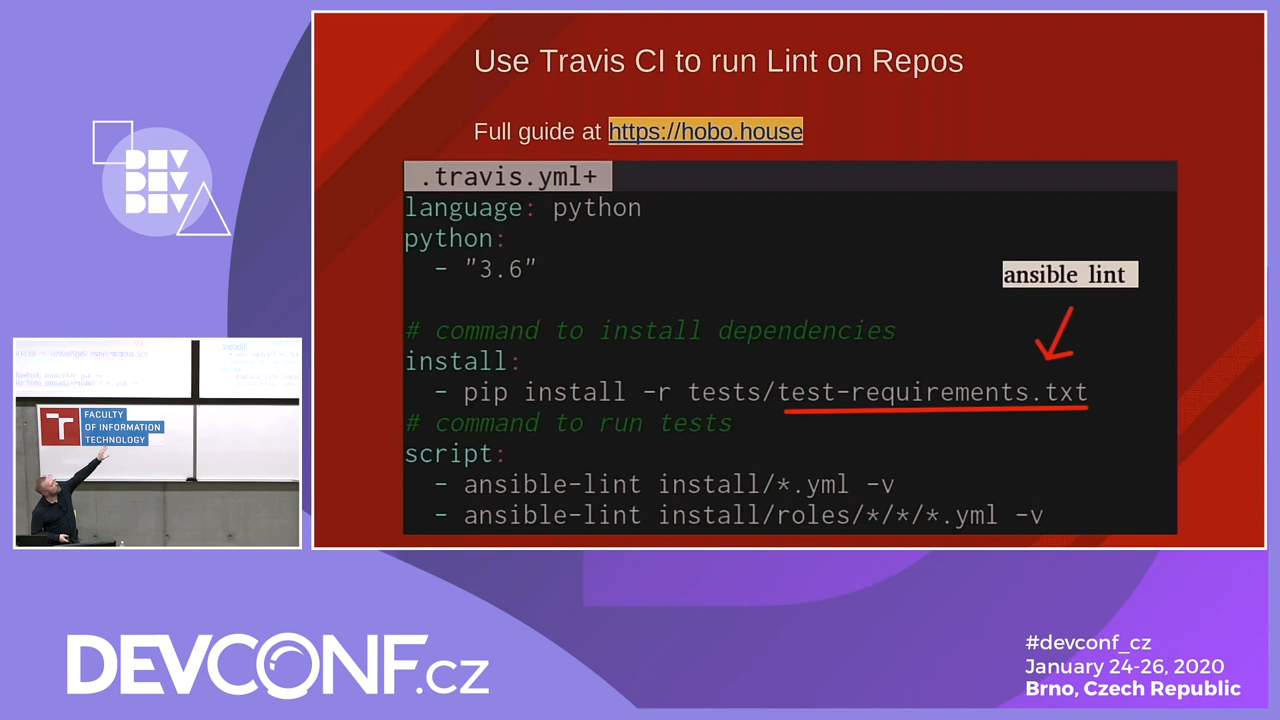 Use Travis CI to run Lint on Repos
Full guide at https://hobo.house
.travis.yml+
language: python
python:
- "3.6"
ansible lint
# command to install dependencies
install:
- pip install -r tests/test-requirements.txt
# command to run tests
script:
- ansible-lint install/*.yml -v
- ansible-lint install/roles/*/*/*.yml -v
DEV
DEV
DEV
FACULTY
OF INFORMATION
TECHNOLOGY
DEVCONF.cz
#devconf_cz
January 24-26, 2020
Brno, Czech Republic